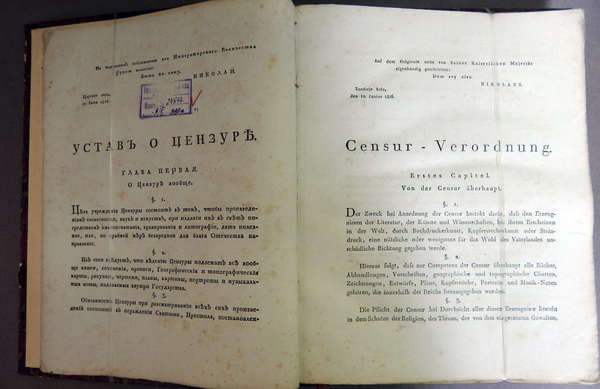 На подлинномъ собственною его Императорскаго Величества
Рукою написано:
Быть по сему.
НИКОЛАЙ.
Царское село,
10. Іюня 1826.
УСТАВЪ О ЦЕНЗУРѢ.
ГЛАВА ПЕРВАЯ.
О Цензурѣ вообще.
§ 1.
Цѣль учрежденія Цензуры состоитъ въ томъ, чтобы произведе-
ніямъ словесности, наукъ и искуствъ, при изданіи ихъ въ свѣтъ по-
средствомъ книгопечатанія, гравированія и литографіи, дать полез-
ное, или, по крайней мѣрѣ безвредное для блага Отечества на-
правленіе.
§ 2.
Изъ сего слѣдуетъ, что вѣденію Цензуры подлежатъ всѣ вооб-
ще книги, сочиненія, прописи, Географическія и топографическія
карты, рисунки, чертежи, планы, картины, портреты и музыкаль-
ныя ноты, издаваемыя внутри Государства.
§ 3.
Обязанность Цензуры при разсматриваніи всѣхъ сихъ произве-
деній состоитъ въ огражденіи Святыни, Престола, постановлен-
Auf dem Originale steht von Seiner Kaiserlichen Majestät
eigenhändig geschrieben:
Dem sey also.
NIKOLAUS.
Zarskoie Selo,
den 10. Junius 1826.
Censur - Verordnung.
Erstes Capitel.
Von der Censur überhaupt.
§ 1.
Der Zweck bei Anordnung der Censur besteht darin, daß den Erzeug-
nissen der Literatur, der Künste und Wissenschaften, bei ihrem Erscheinen
in der Welt, durch Buchdruckerkunst, Kupferstecherkunst oder Stein-
druck, eine nützliche oder wenigstens für das Wohl des Vaterlandes unschädliche
Richtung gegeben werde.
§ 2.
Hieraus folgt, daß zur Competenz der Censur überhaupt alle Bücher,
Abhandlungen, Vorschriften, geographische und topographische Charten,
Zeichnungen, Entwürfe, Pläne, Kupferstiche, Portraits und Musik-Noten
gehören, die innerhalb des Reichs herausgegeben werden.
§ 3.
Die Pflicht der Censur bei Durchsicht aller dieser Erzeugnisse besteht
in dem Schutze der Religion, des Throns, der von ihm eingesetzten Gewalten,